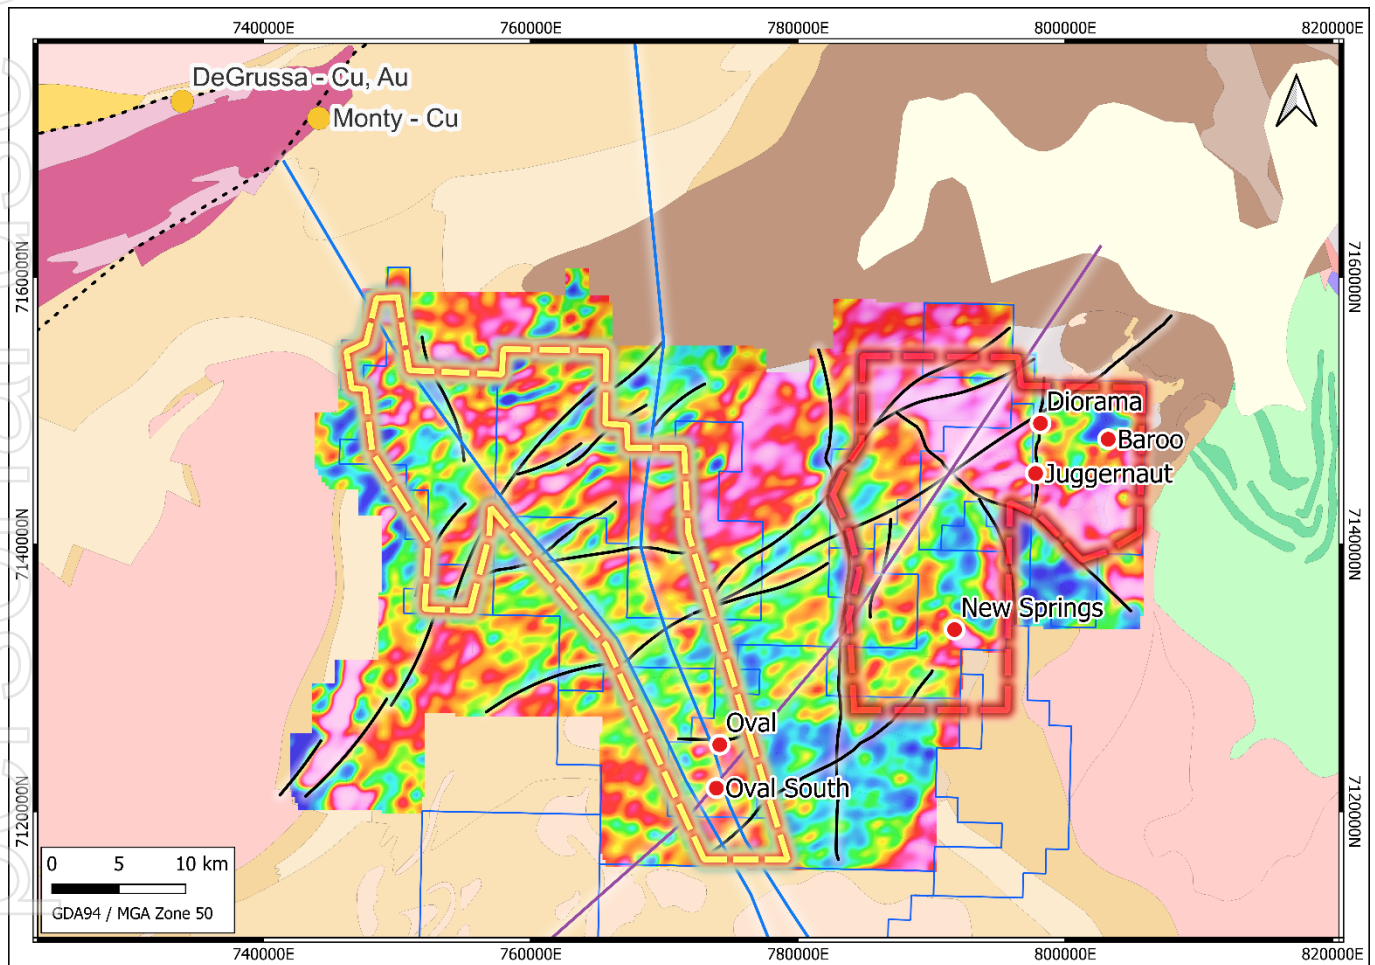 740000E 760000E 780000E 800000E 820000E
DeGrussa - Cu, Au
Monty - Cu
7160000N 7160000N
Diorama
Baroo
Juggernaut
7140000N 7140000N
New Springs
Oval
Oval South
7120000N 7120000N
0 5 10 km
GDA94 / MGA Zone 50
740000E 760000E 780000E 800000E 820000E